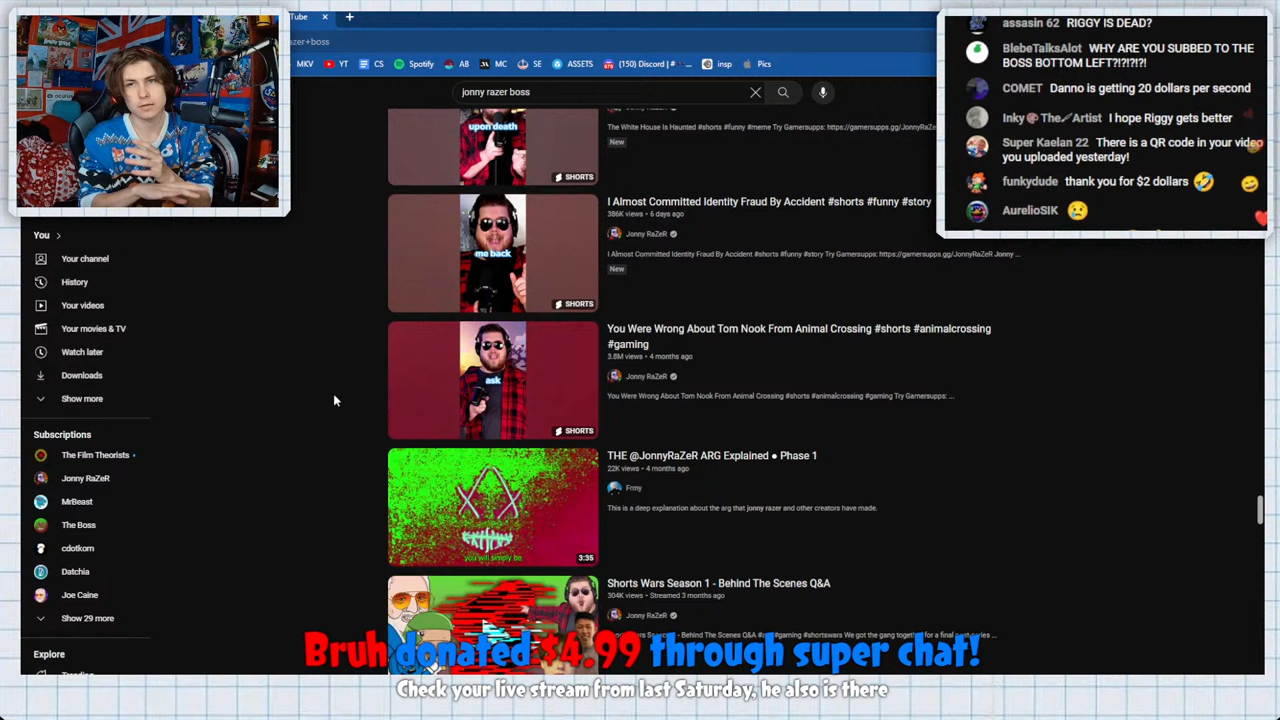 Tube
azer+boss
MKV YT CS Spotify AB MC SE ASSETS (150) Discord | insp Pics
jonny razer boss
You
Your channel
History
Your videos
Your movies & TV
Watch later
Downloads
Show more
Subscriptions
The Film Theorists
Jonny RaZeR
MrBeast
The Boss
cdotkom
Datchia
Joe Caine
Show 29 more
Explore
upon death
SHORTS
The White House Is Haunted #shorts #funny #meme Try Gamersupps: https://gamersupps.gg/JonnyRaZe
New
me back
SHORTS
I Almost Committed Identity Fraud By Accident #shorts #funny #story
386K views • 6 days ago
Jonny RaZeR
I Almost Committed Identity Fraud By Accident #shorts #funny #story Try Gamersupps: https://gamersupps.gg/JonnyRaZeR Jonny ...
New
ask
SHORTS
You Were Wrong About Tom Nook From Animal Crossing #shorts #animalcrossing
#gaming
3.8M views • 4 months ago
Jonny RaZeR
You Were Wrong About Tom Nook From Animal Crossing #shorts #animalcrossing #gaming Try Gamersupps: ...
you will simply be
3:35
THE @JonnyRaZeR ARG Explained ● Phase 1
22K views • 4 months ago
Frmy
This is a deep explanation about the arg that jonny razer and other creators have made.
Shorts Wars Season 1 - Behind The Scenes Q&A
304K views • Streamed 3 months ago
Jonny RaZeR
assasin 62 RIGGY IS DEAD?
BlebeTalksAlot WHY ARE YOU SUBBED TO THE
BOSS BOTTOM LEFT?!?!?!!
COMET Danno is getting 20 dollars per second
Inky The Artist I hope Riggy gets better
Super Kaelan 22 There is a QR code in your video
you uploaded yesterday!
funkydude thank you for $2 dollars 🤣
AurelioSIK 😢
Bruh donated $4.99 through super chat!
Check your live stream from last Saturday, he also is there